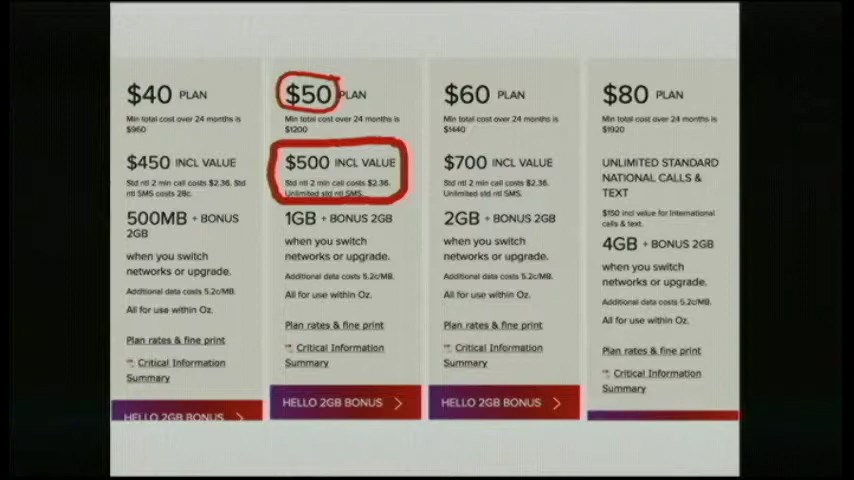 $40 PLAN
Min total cost over 24 months is
$960
$450 INCL VALUE
Std ntl 2 min call costs $2.36. Std
ntl SMS costs 28c.
500MB + BONUS
2GB
when you switch
networks or upgrade.
Additional data costs 5.2c/MB.
All for use within Oz.
Plan rates & fine print
Critical Information
Summary
HELLO 2GB BONUS
$50 PLAN
Min total cost over 24 months is
$1200
$500 INCL VALUE
Std ntl 2 min call costs $2.36.
Unlimited std ntl SMS.
1GB + BONUS 2GB
when you switch
networks or upgrade.
Additional data costs 5.2c/MB.
All for use within Oz.
Plan rates & fine print
Critical Information
Summary
HELLO 2GB BONUS
$60 PLAN
Min total cost over 24 months is
$1440
$700 INCL VALUE
Std ntl 2 min call costs $2.36.
Unlimited std ntl SMS.
2GB + BONUS 2GB
when you switch
networks or upgrade.
Additional data costs 5.2c/MB.
All for use within Oz.
Plan rates & fine print
Critical Information
Summary
HELLO 2GB BONUS
$80 PLAN
Min total cost over 24 months is
$1920
UNLIMITED STANDARD
NATIONAL CALLS &
TEXT
$150 incl value for International
calls & text.
4GB + BONUS 2GB
when you switch
networks or upgrade.
Additional data costs 5.2c/MB.
All for use within Oz.
Plan rates & fine print
Critical Information
Summary